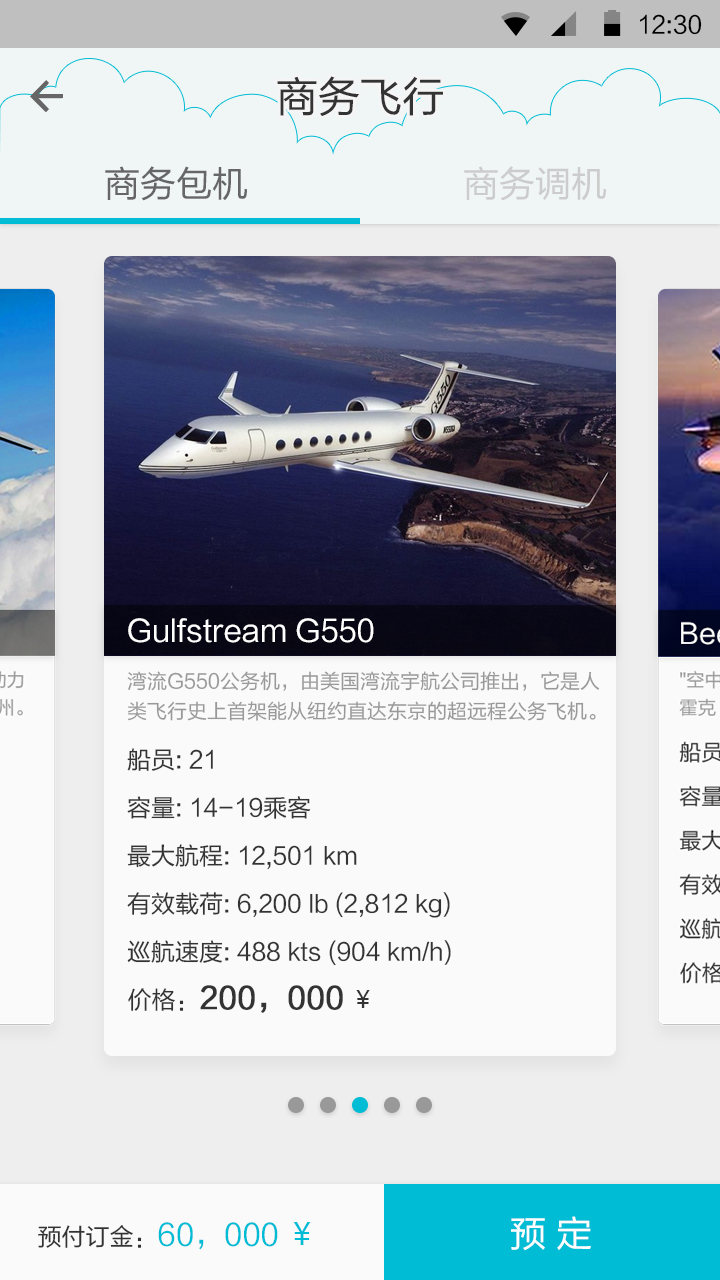 12:30
商务飞行
商务包机
商务调机
G550
Gulfstream G550
湾流G550公务机，由美国湾流宇航公司推出，它是人
类飞行史上首架能从纽约直达东京的超远程公务飞机。
船员: 21
容量: 14-19乘客
最大航程: 12,501 km
有效载荷: 6,200 lb (2,812 kg)
巡航速度: 488 kts (904 km/h)
价格：200，000 ¥
州。
"空中
霍克
船员
容量
最大
有效
巡航
价格
预付订金：60，000 ¥
预 定